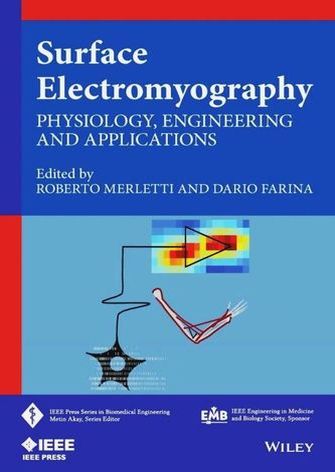 Surface
Electromyography
PHYSIOLOGY, ENGINEERING
AND APPLICATIONS
Edited by
ROBERTO MERLETTI AND DARIO FARINA
IEEE Press Series in Biomedical Engineering
Metin Akay, Series Editor
EMB
IEEE Engineering in Medicine
and Biology Society, Sponsor
IEEE
IEEE PRESS
WILEY